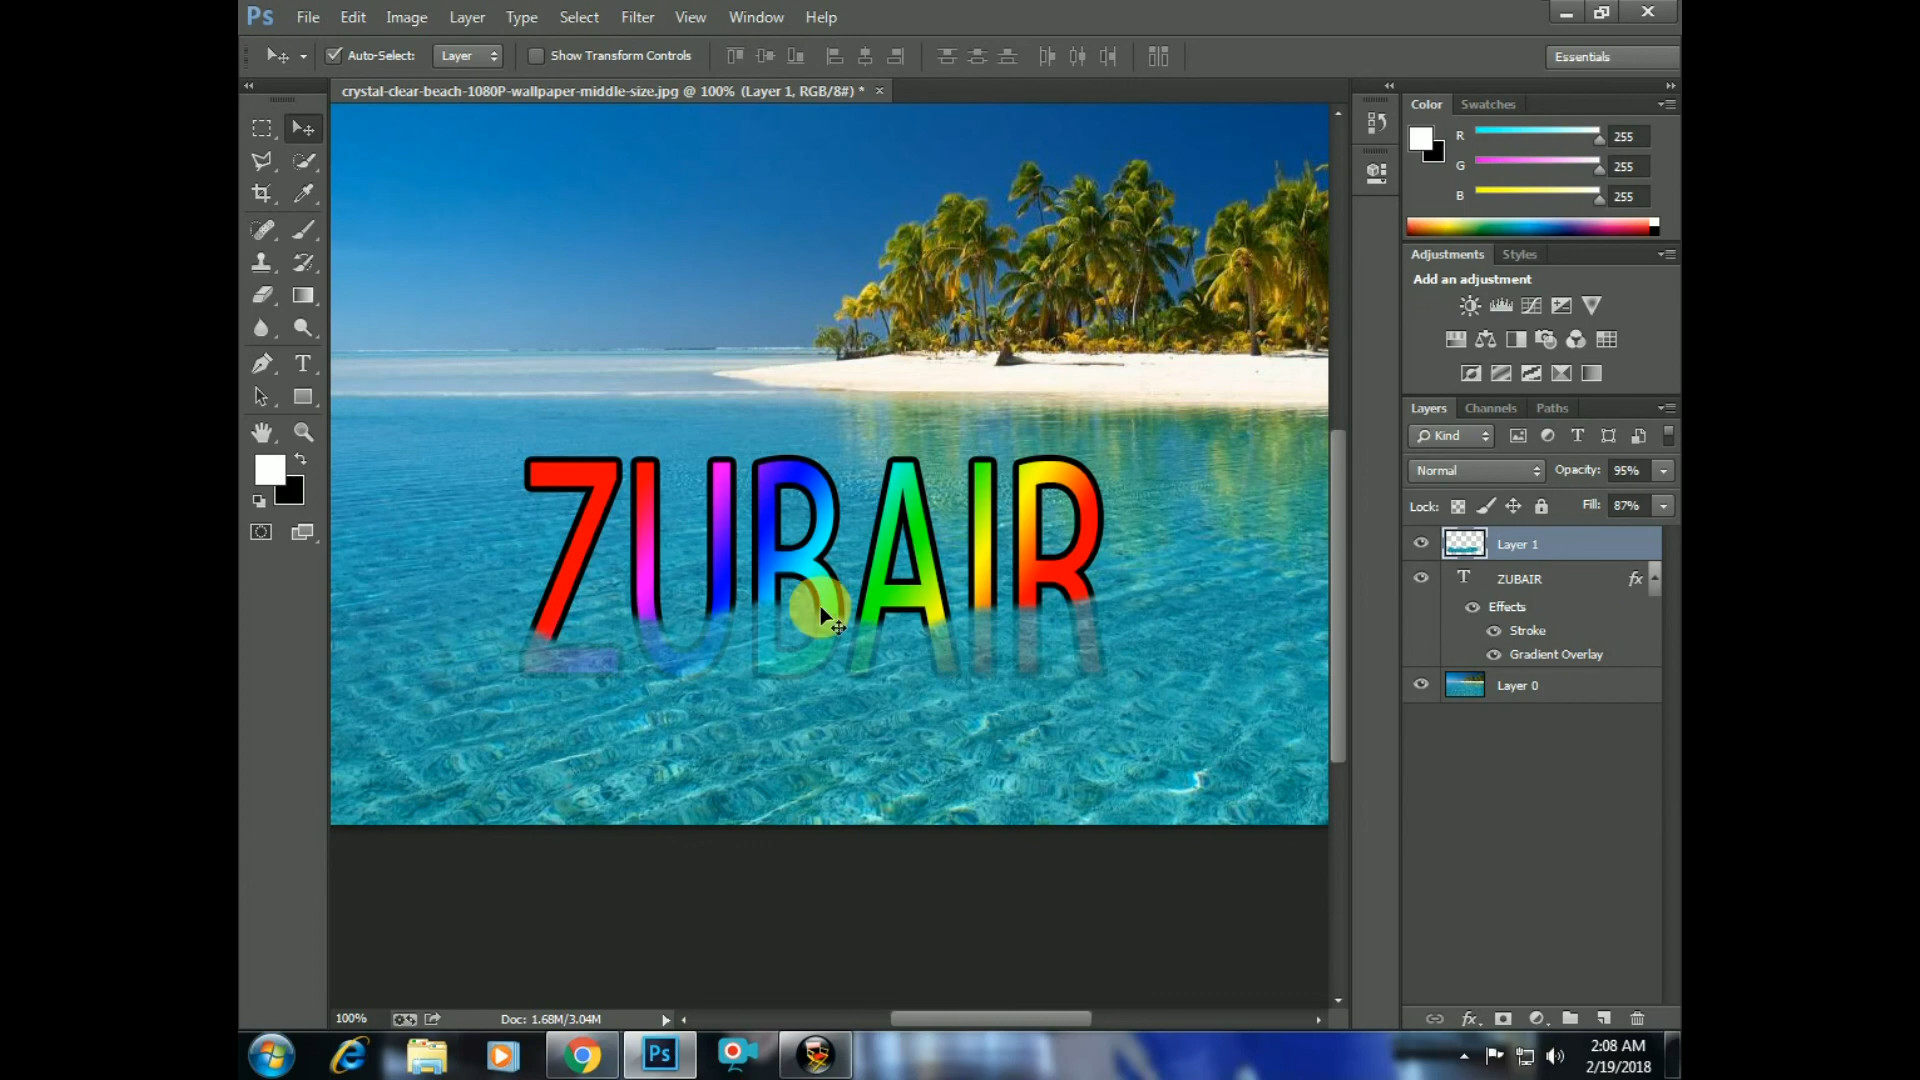 Ps File Edit Image Layer Type Select Filter View Window Help
Auto-Select: Layer Show Transform Controls Essentials
crystal-clear-beach-1080P-wallpaper-middle-size.jpg @ 100% (Layer 1, RGB/8#) * ×
Color Swatches
R 255
G 255
B 255
Adjustments Styles
Add an adjustment
Layers Channels Paths
Kind
Normal Opacity: 95%
Lock: Fill: 87%
Layer 1
ZUBAIR fx
Effects
Stroke
Gradient Overlay
Layer 0
ZUBAIR
100% Doc: 1.68M/3.04M
Ps
2:08 AM
2/19/2018